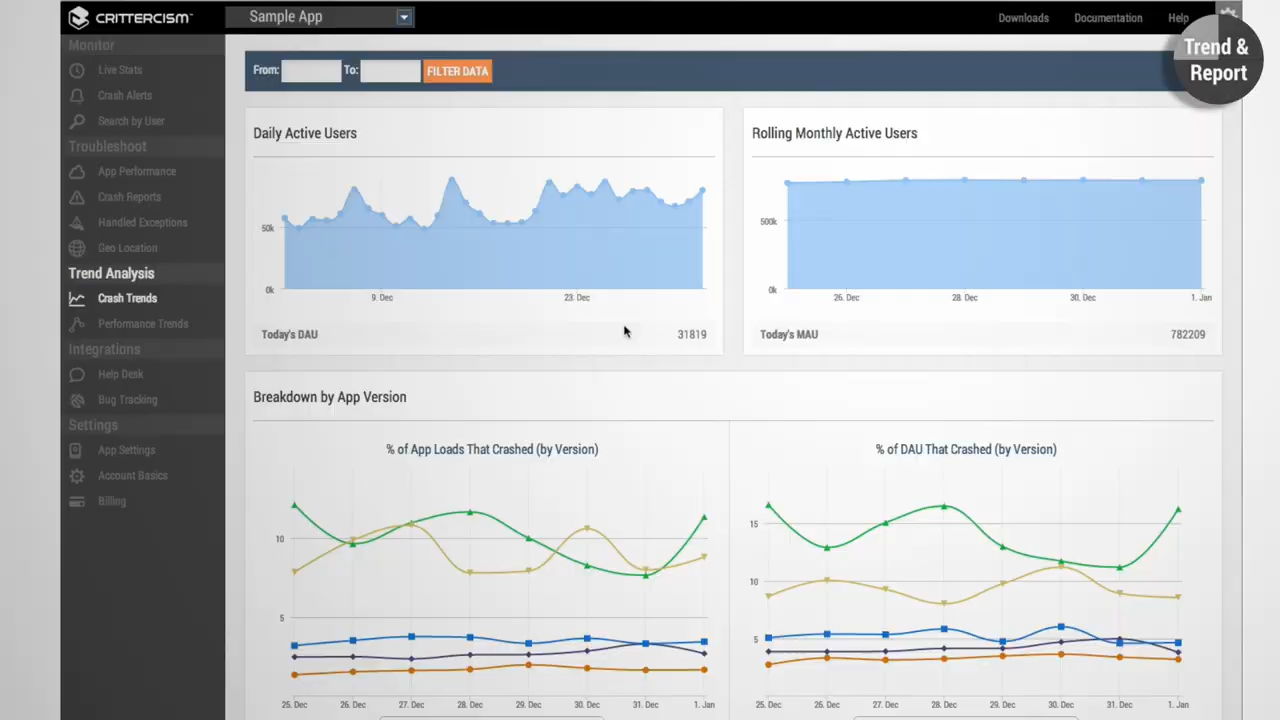 CRITTERCISM™
Sample App
Downloads
Documentation
Help
Trend &
Report
Monitor
Live Stats
Crash Alerts
Search by User
Troubleshoot
App Performance
Crash Reports
Handled Exceptions
Geo Location
Trend Analysis
Crash Trends
Performance Trends
Integrations
Help Desk
Bug Tracking
Settings
App Settings
Account Basics
Billing
From:
To:
FILTER DATA
Daily Active Users
50k
0k
9. Dec
23. Dec
Today's DAU
31819
Rolling Monthly Active Users
500k
0k
26. Dec
28. Dec
30. Dec
1. Jan
Today's MAU
782209
Breakdown by App Version
% of App Loads That Crashed (by Version)
10
5
25. Dec
26. Dec
27. Dec
28. Dec
29. Dec
30. Dec
31. Dec
1. Jan
% of DAU That Crashed (by Version)
15
10
5
25. Dec
26. Dec
27. Dec
28. Dec
29. Dec
30. Dec
31. Dec
1. Jan